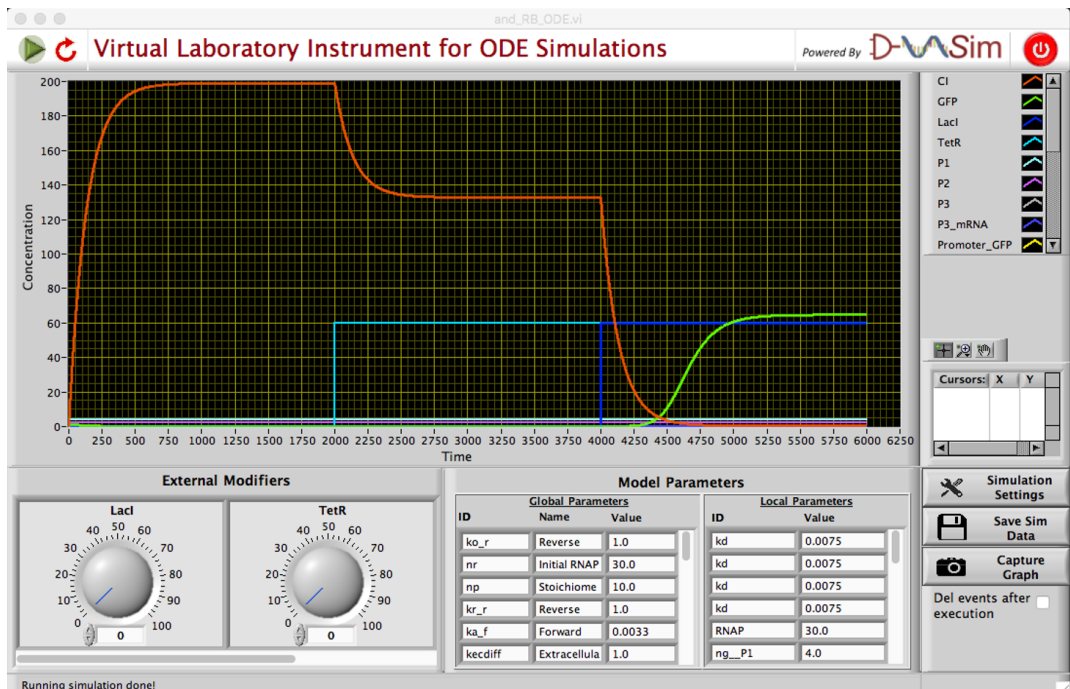 and_RB_ODE.vi
Virtual Laboratory Instrument for ODE Simulations
Powered By D-VASim
200
180
160
140
120
100
80
60
40
20
0
Concentration
0 250 500 750 1000 1250 1500 1750 2000 2250 2500 2750 3000 3250 3500 3750 4000 4250 4500 4750 5000 5250 5500 5750 6000 6250
Time
CI
GFP
LacI
TetR
P1
P2
P3
P3_mRNA
Promoter_GFP
Cursors: X Y
External Modifiers
LacI
0 10 20 30 40 50 60 70 80 90 100
0
TetR
0 10 20 30 40 50 60 70 80 90 100
0
Model Parameters
Global Parameters
ID Name Value
ko_r Reverse 1.0
nr Initial RNAP 30.0
np Stoichiome 10.0
kr_r Reverse 1.0
ka_f Forward 0.0033
kecdiff Extracellula 1.0
Local Parameters
ID Value
kd 0.0075
kd 0.0075
kd 0.0075
kd 0.0075
RNAP 30.0
ng__P1 4.0
Simulation
Settings
Save Sim
Data
Capture
Graph
Del events after
execution
Running simulation done!